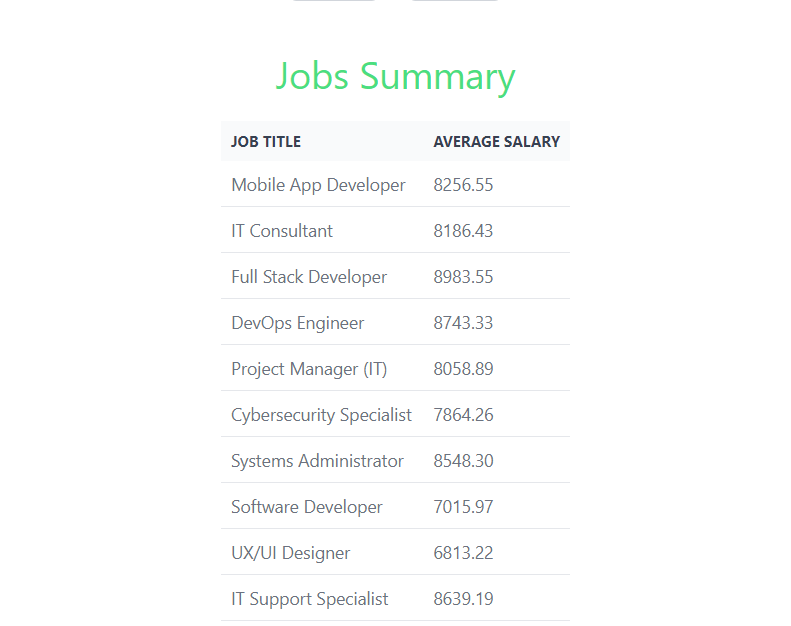 Jobs Summary
JOB TITLE AVERAGE SALARY
Mobile App Developer 8256.55
IT Consultant 8186.43
Full Stack Developer 8983.55
DevOps Engineer 8743.33
Project Manager (IT) 8058.89
Cybersecurity Specialist 7864.26
Systems Administrator 8548.30
Software Developer 7015.97
UX/UI Designer 6813.22
IT Support Specialist 8639.19